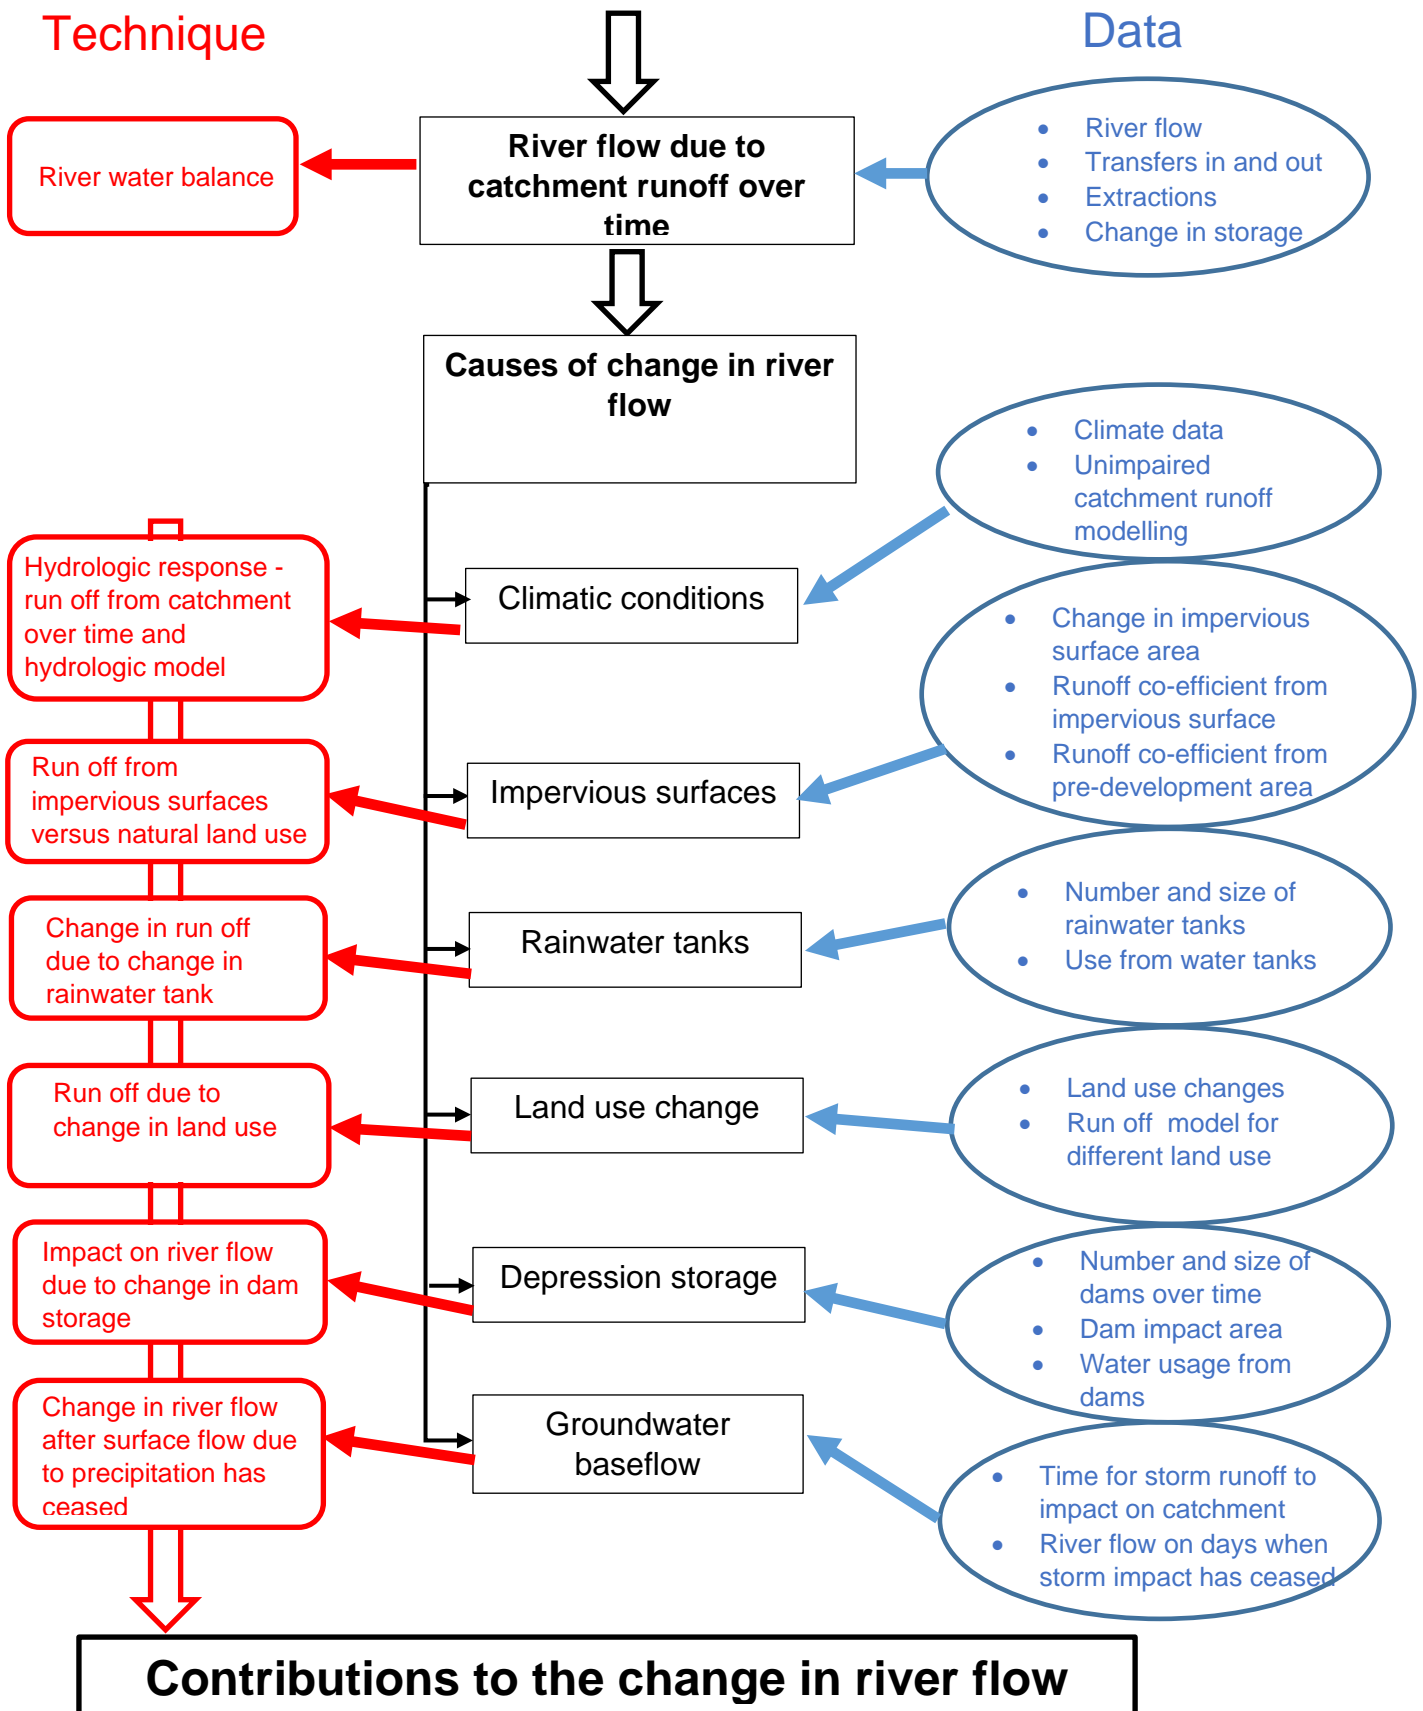 Technique
Data
River water balance
River flow due to
catchment runoff over
time
• River flow
• Transfers in and out
• Extractions
• Change in storage
Causes of change in river
flow
• Climate data
• Unimpaired
catchment runoff
modelling
Hydrologic response -
run off from catchment
over time and
hydrologic model
Climatic conditions
• Change in impervious
surface area
• Runoff co-efficient from
impervious surface
• Runoff co-efficient from
pre-development area
Run off from
impervious surfaces
versus natural land use
Impervious surfaces
Change in run off
due to change in
rainwater tank
Rainwater tanks
• Number and size of
rainwater tanks
• Use from water tanks
Run off due to
change in land use
Land use change
• Land use changes
• Run off  model for
different land use
Impact on river flow
due to change in dam
storage
Depression storage
• Number and size of
dams over time
• Dam impact area
• Water usage from
dams
Change in river flow
after surface flow due
to precipitation has
ceased
Groundwater
baseflow
• Time for storm runoff to
impact on catchment
• River flow on days when
storm impact has ceased
Contributions to the change in river flow